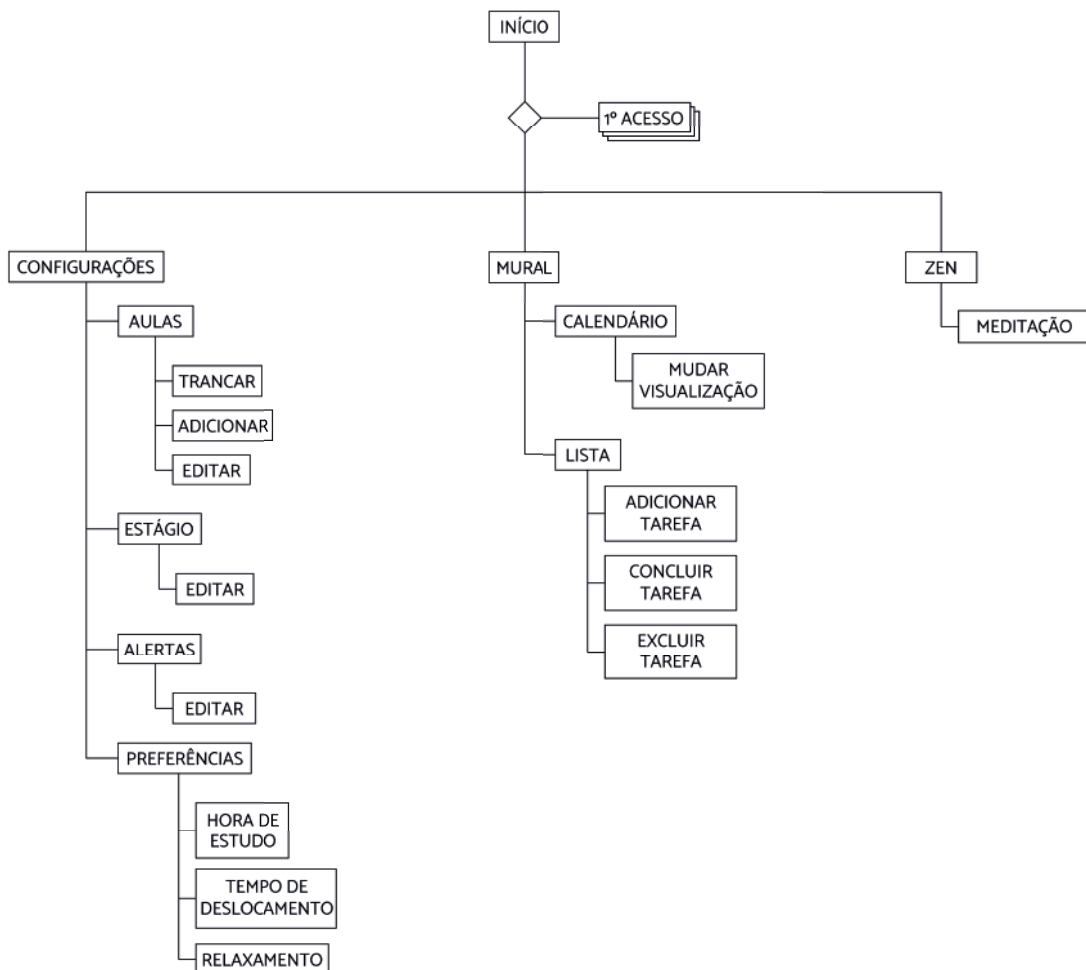 INÍCIO
1º ACESSO
CONFIGURAÇÕES
AULAS
TRANCAR
ADICIONAR
EDITAR
ESTÁGIO
EDITAR
ALERTAS
EDITAR
PREFERÊNCIAS
HORA DE
ESTUDO
TEMPO DE
DESLOCAMENTO
RELAXAMENTO
MURAL
CALENDÁRIO
MUDAR
VISUALIZAÇÃO
LISTA
ADICIONAR
TAREFA
CONCLUIR
TAREFA
EXCLUIR
TAREFA
ZEN
MEDITAÇÃO